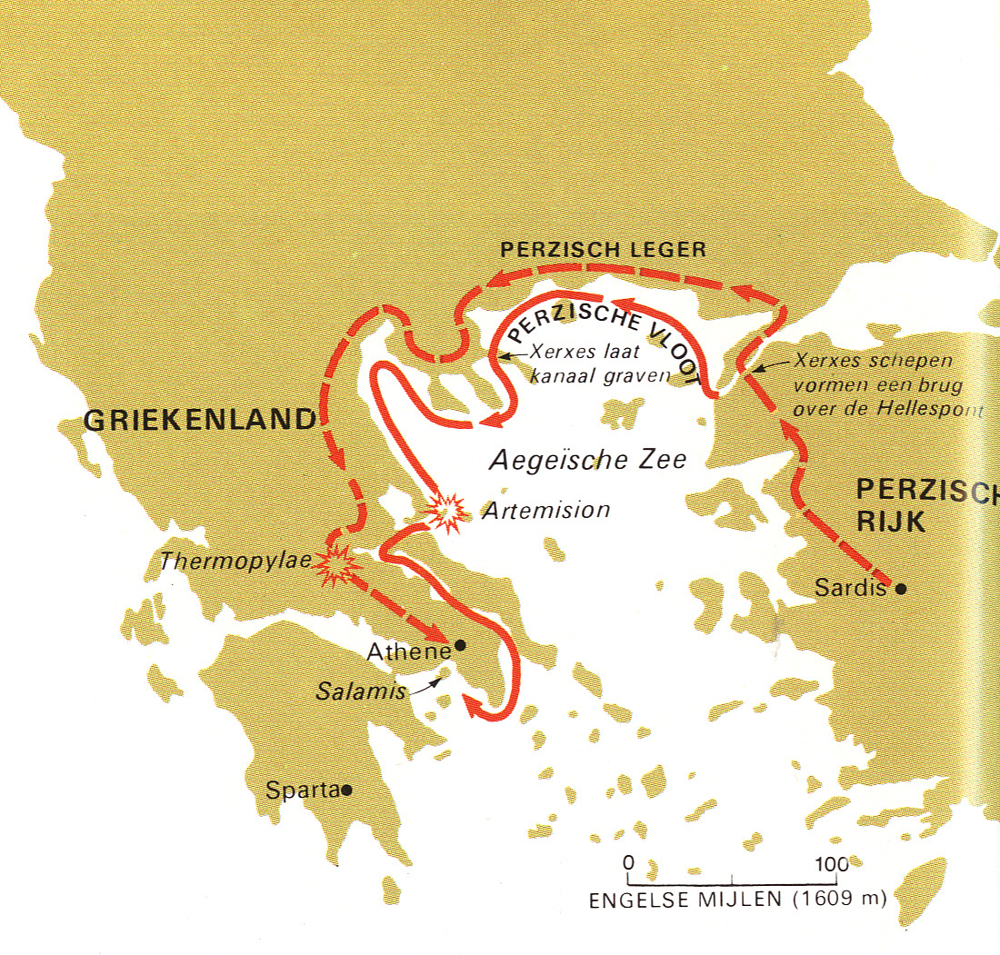 PERZISCH LEGER
PERZISCHE VLOOT
Xerxes laat
kanaal graven
Xerxes schepen
vormen een brug
over de Hellespont
GRIEKENLAND
Aegeïsche Zee
PERZISCH
RIJK
Artemision
Thermopylae
Sardis
Athene
Salamis
Sparta
0 100
ENGELSE MIJLEN (1609 m)